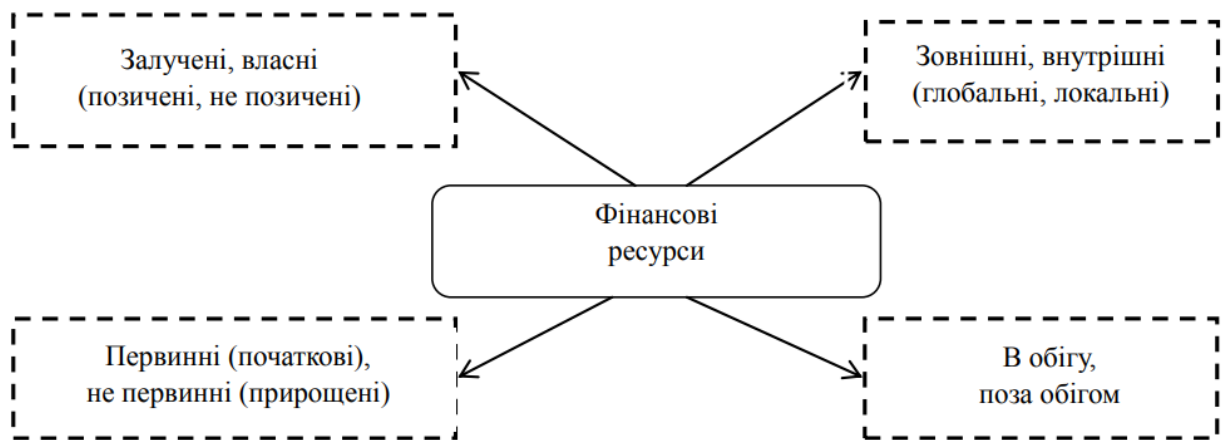 Залучені, власні
(позичені, не позичені)
Зовнішні, внутрішні
(глобальні, локальні)
Фінансові
ресурси
Первинні (початкові),
не первинні (прирощені)
В обігу,
поза обігом